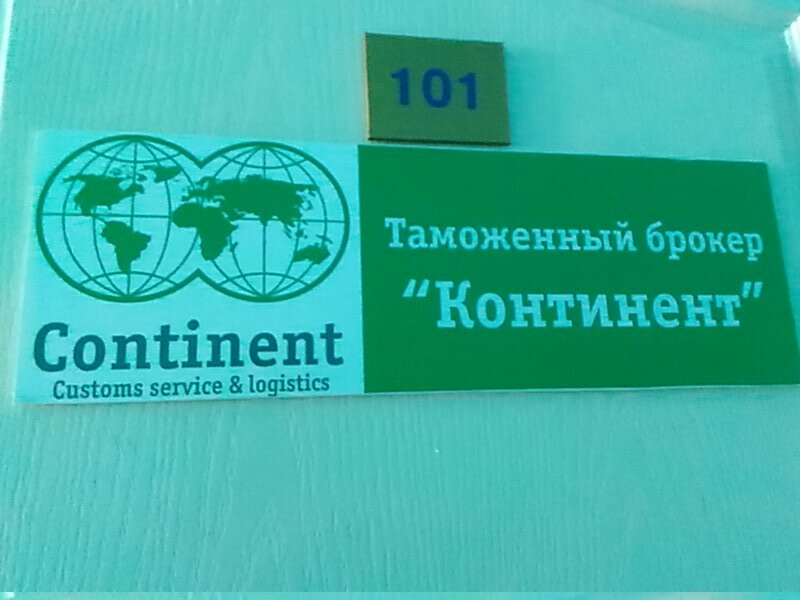 101
Continent
Customs service & logistics
Таможенный брокер
“Континент”